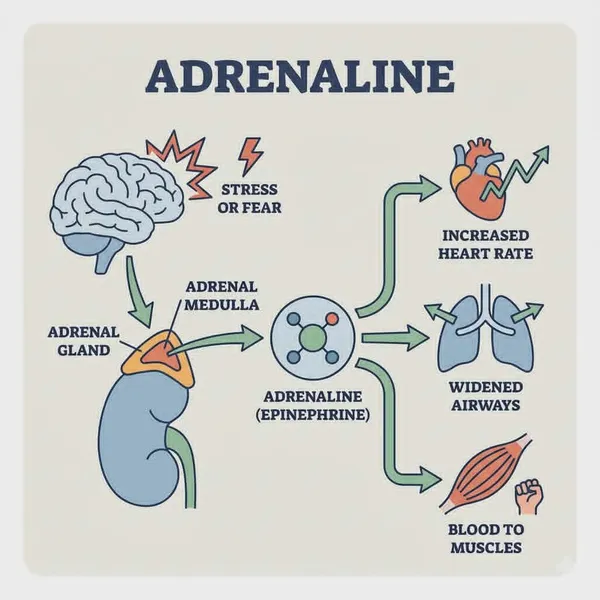 ADRENALINE
STRESS
OR FEAR
ADRENAL
MEDULLA
ADRENAL
GLAND
ADRENALINE
(EPINEPHRINE)
INCREASED
HEART RATE
WIDENED
AIRWAYS
BLOOD TO
MUSCLES